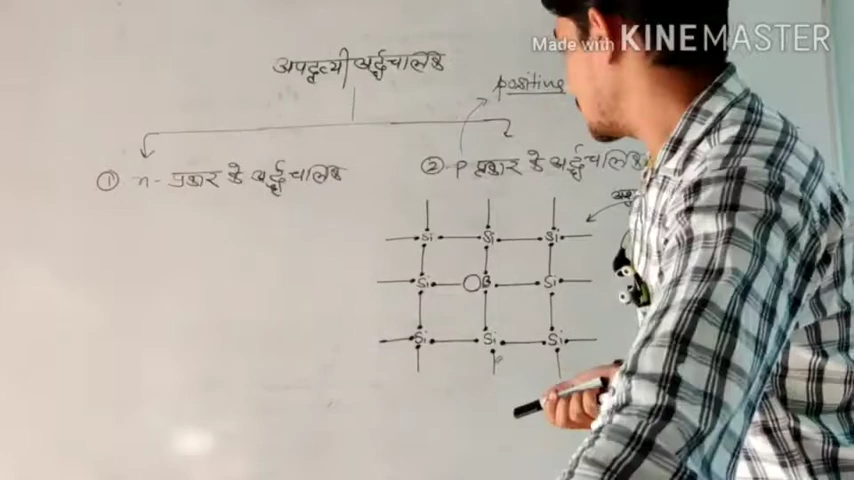 Made with KINEMASTER
अपद्रव्यी अर्द्धचालक
positive
① n- प्रकार के अर्द्धचालक
② P प्रकार के अर्द्धचालक
Si Si Si
Si B Si
Si Si Si